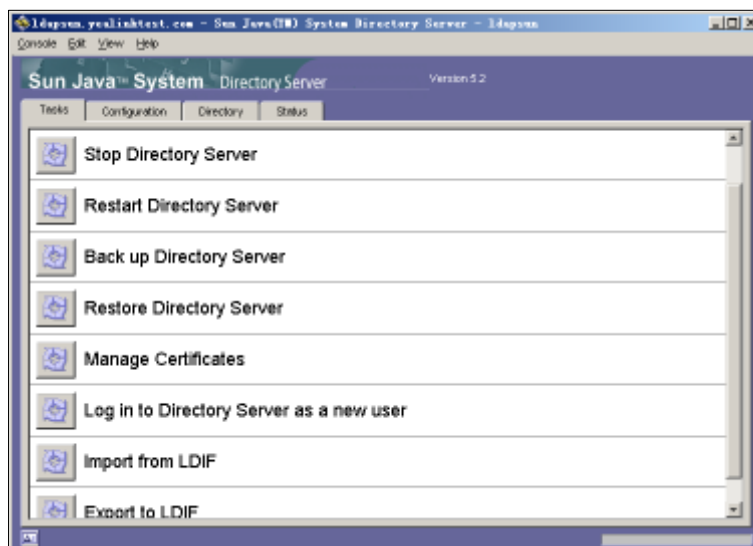 ldapsun.yealinktest.com - Sun Java(TM) System Directory Server - ldapsun
Console Edit View Help
Sun Java™ System Directory Server Version 5.2
Tasks Configuration Directory Status
Stop Directory Server
Restart Directory Server
Back up Directory Server
Restore Directory Server
Manage Certificates
Log in to Directory Server as a new user
Import from LDIF
Export to LDIF